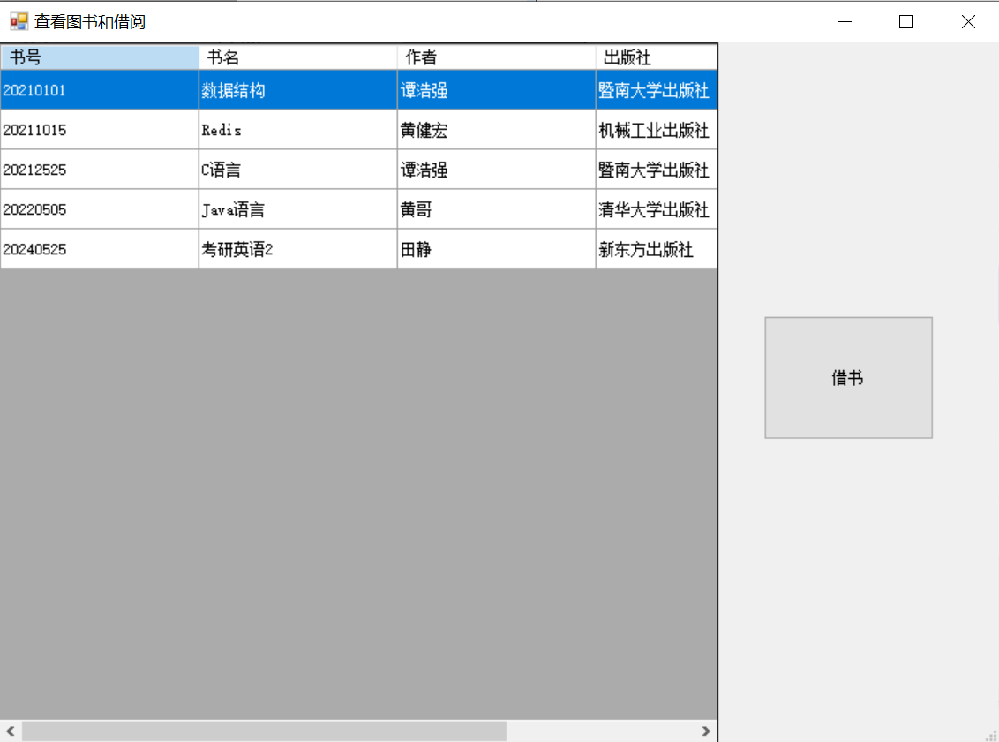 查看图书和借阅
书号 书名 作者 出版社
20210101 数据结构 谭浩强 暨南大学出版社
20211015 Redis 黄健宏 机械工业出版社
20212525 C语言 谭浩强 暨南大学出版社
20220505 Java语言 黄哥 清华大学出版社
20240525 考研英语2 田静 新东方出版社
借书